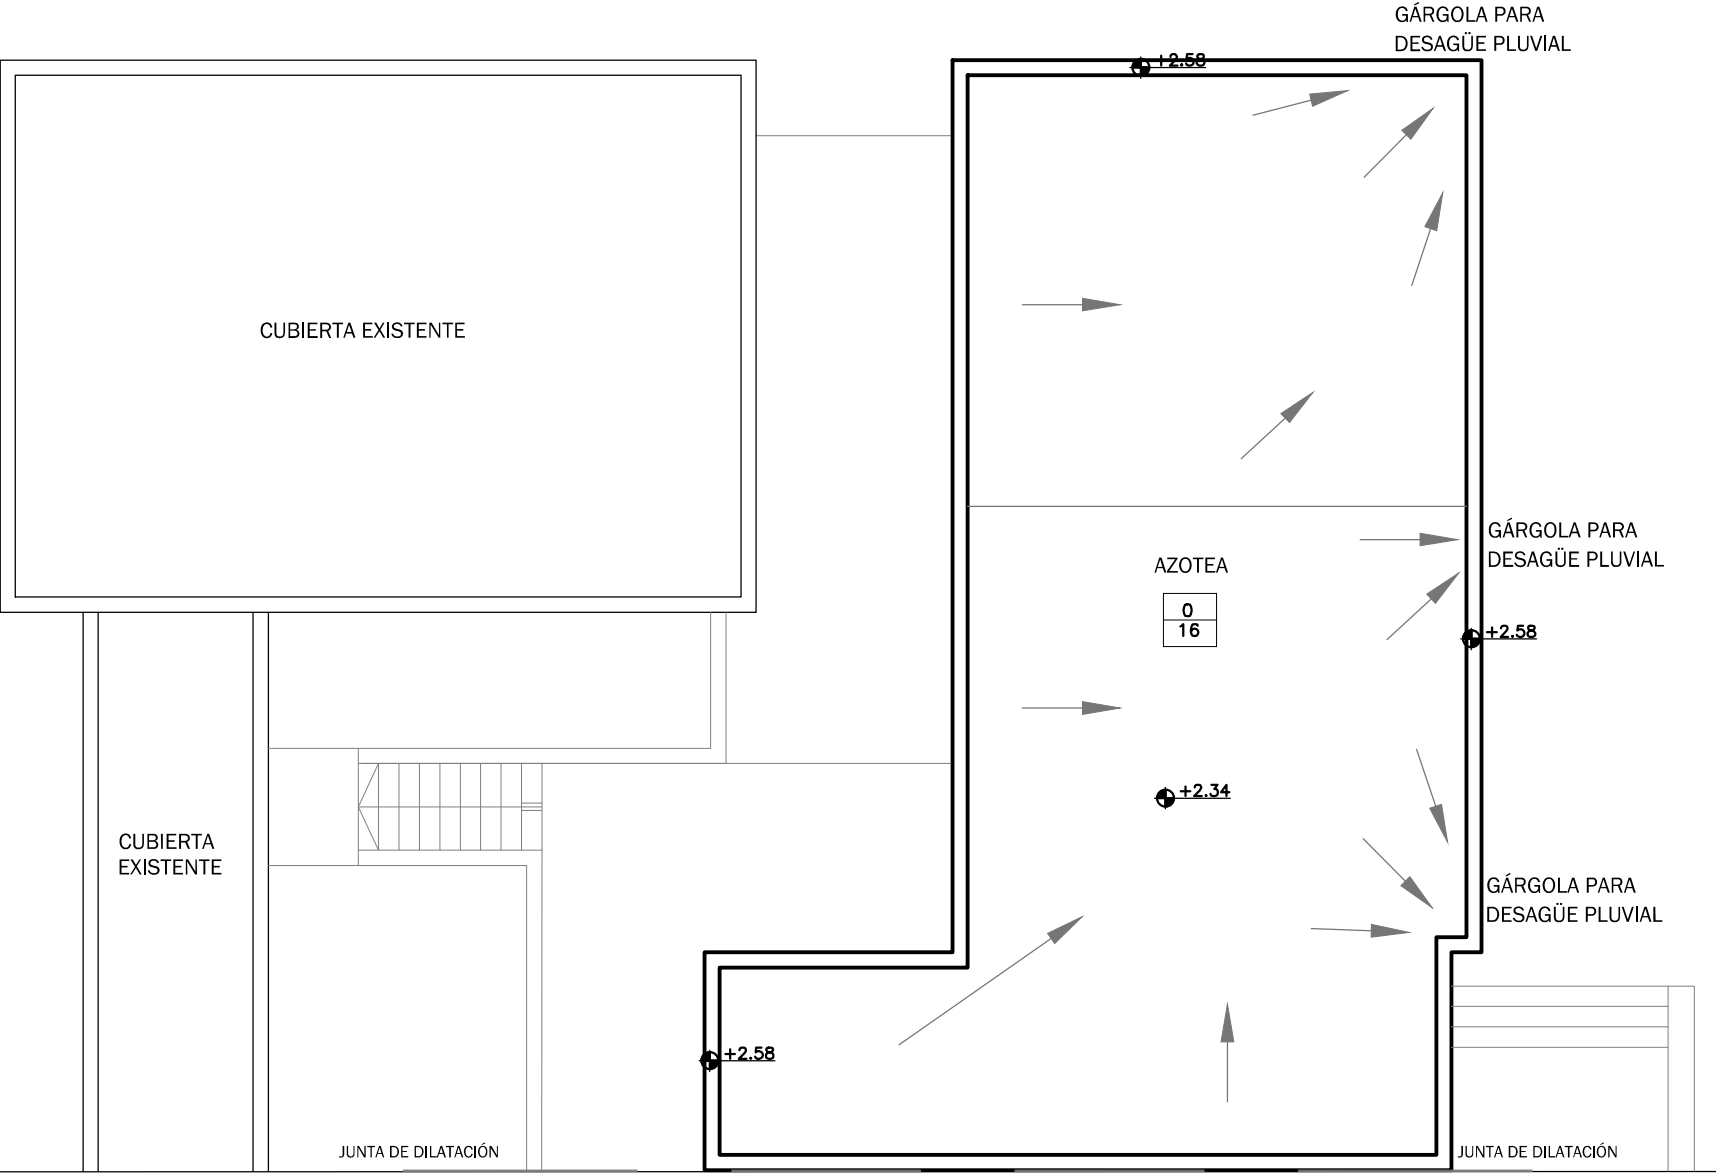 GÁRGOLA PARA
DESAGÜE PLUVIAL
+2.58
CUBIERTA EXISTENTE
GÁRGOLA PARA
DESAGÜE PLUVIAL
AZOTEA
0
16
+2.58
+2.34
CUBIERTA
EXISTENTE
GÁRGOLA PARA
DESAGÜE PLUVIAL
+2.58
JUNTA DE DILATACIÓN
JUNTA DE DILATACIÓN